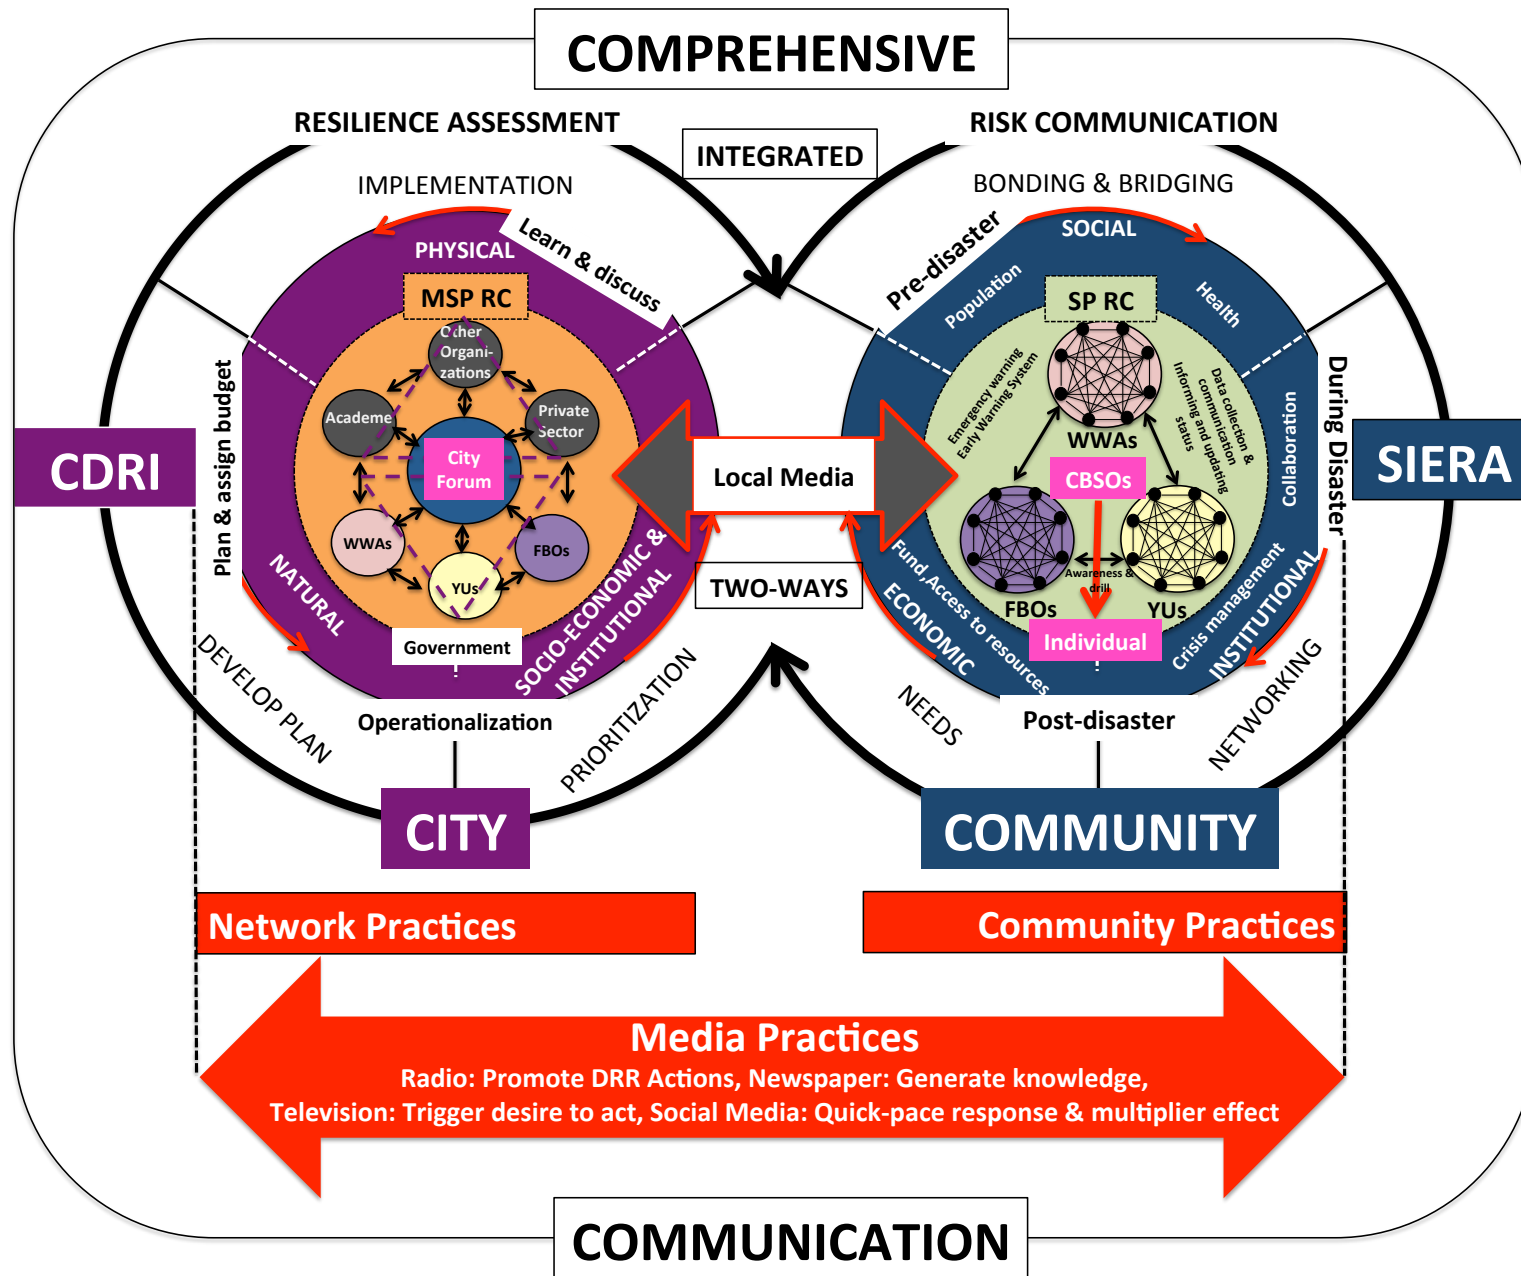 COMPREHENSIVE
RESILIENCE ASSESSMENT
RISK COMMUNICATION
INTEGRATED
IMPLEMENTATION
BONDING & BRIDGING
Learn & discuss
Pre-disaster
PHYSICAL
SOCIAL
Population
Health
MSP RC
SP RC
Other
Organi-
zations
Academe
Private
Sector
City
Forum
WWAs
FBOs
YUs
Government
Plan & assign budget
NATURAL
SOCIO-ECONOMIC &
INSTITUTIONAL
CDRI
Local Media
TWO-WAYS
Emergency warning
Early Warning System
Data collection &
communication
Informing and updating
status
WWAs
CBSOs
Awareness &
drill
FBOs
YUs
Individual
Collaboration
During Disaster
SIERA
Fund,Access to resources
ECONOMIC
Crisis management
INSTITUTIONAL
DEVELOP PLAN
Operationalization
PRIORITIZATION
NEEDS
Post-disaster
NETWORKING
CITY
COMMUNITY
Network Practices
Community Practices
Media Practices
Radio: Promote DRR Actions, Newspaper: Generate knowledge,
Television: Trigger desire to act, Social Media: Quick-pace response & multiplier effect
COMMUNICATION